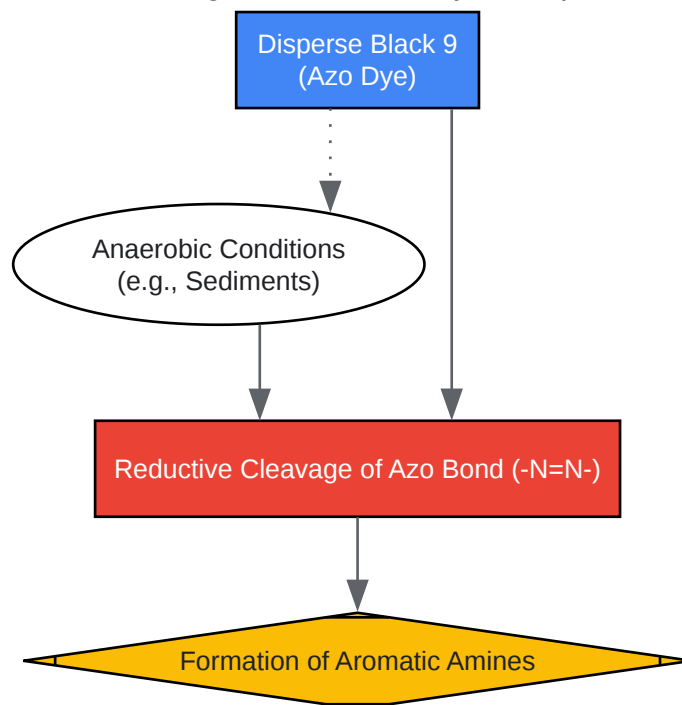 Disperse Black 9
(Azo Dye)
Anaerobic Conditions
(e.g., Sediments)
Reductive Cleavage of Azo Bond (-N=N-)
Formation of Aromatic Amines